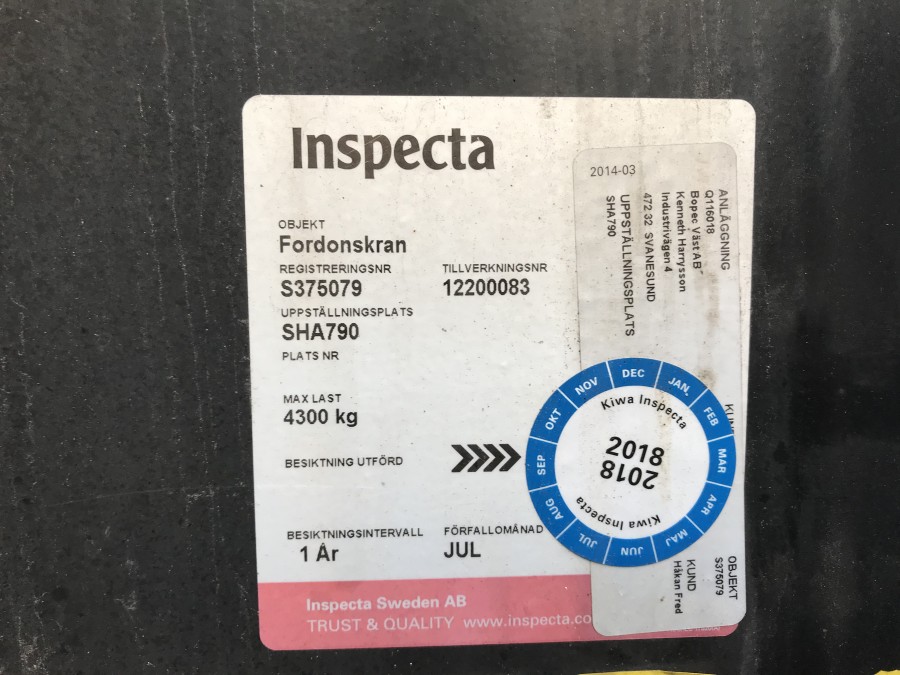 Inspecta
OBJEKT
Fordonskran
REGISTRERINGSNR TILLVERKNINGSNR
S375079 12200083
UPPSTÄLLNINGSPLATS
SHA790
PLATS NR
MAX LAST
4300 kg
BESIKTNING UTFÖRD
BESIKTNINGSINTERVALL FÖRFALLOMÅNAD
1 År JUL
Inspecta Sweden AB
TRUST & QUALITY www.inspecta.co
2014-03
ANLÄGGNING
Q116018
Bopec Väst AB
Kenneth Harrysson
Industrivägen 4
472 32 SVANESUND
UPPSTÄLLNINGSPLATS
SHA790
OBJEKT
S375079
KUND
Håkan Fred
DEC JAN. FEB MAR APR MAJ JUN JUL AUG SEP OKT NOV
Kiwa Inspecta
2018
2018
Kiwa Inspecta